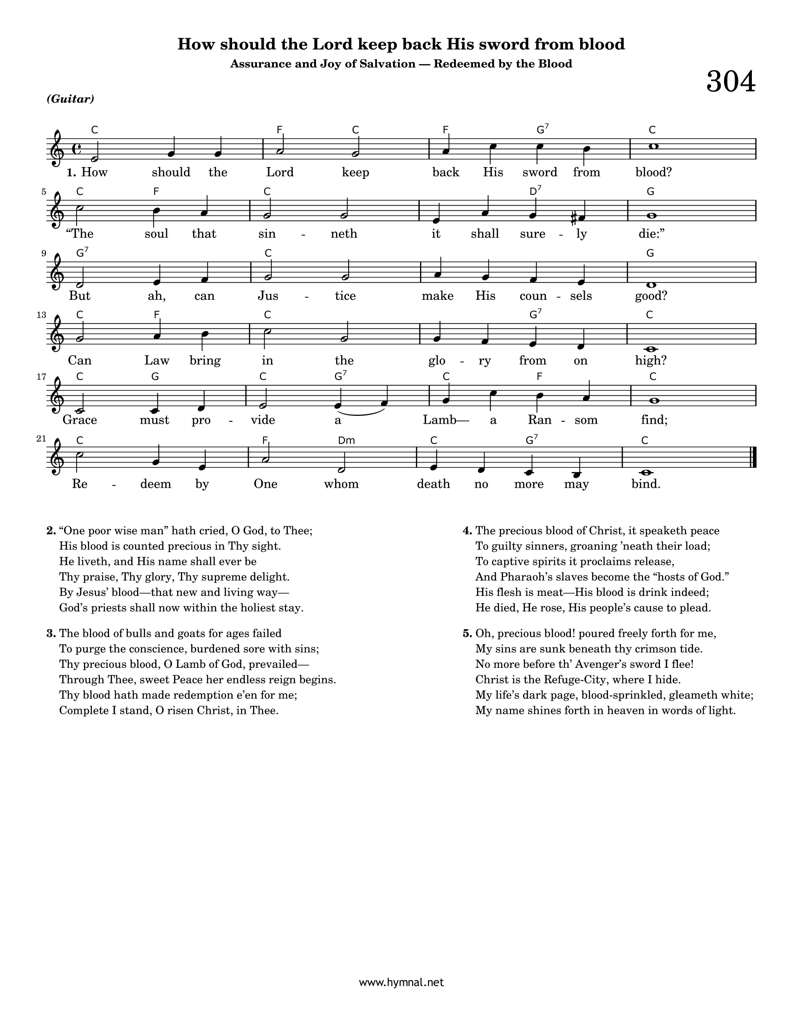 How should the Lord keep back His sword from blood
Assurance and Joy of Salvation — Redeemed by the Blood
304
(Guitar)
C F C F G7 C
1. How should the Lord keep back His sword from blood?
5 C F C D7 G
“The soul that sin - neth it shall sure - ly die:”
9 G7 C G
But ah, can Jus - tice make His coun - sels good?
13 C F C G7 C
Can Law bring in the glo - ry from on high?
17 C G C G7 C F C
Grace must pro - vide a Lamb— a Ran - som find;
21 C F Dm C G7 C
Re - deem by One whom death no more may bind.
2. “One poor wise man” hath cried, O God, to Thee;
His blood is counted precious in Thy sight.
He liveth, and His name shall ever be
Thy praise, Thy glory, Thy supreme delight.
By Jesus’ blood—that new and living way—
God’s priests shall now within the holiest stay.
3. The blood of bulls and goats for ages failed
To purge the conscience, burdened sore with sins;
Thy precious blood, O Lamb of God, prevailed—
Through Thee, sweet Peace her endless reign begins.
Thy blood hath made redemption e’en for me;
Complete I stand, O risen Christ, in Thee.
4. The precious blood of Christ, it speaketh peace
To guilty sinners, groaning ’neath their load;
To captive spirits it proclaims release,
And Pharaoh’s slaves become the “hosts of God.”
His flesh is meat—His blood is drink indeed;
He died, He rose, His people’s cause to plead.
5. Oh, precious blood! poured freely forth for me,
My sins are sunk beneath thy crimson tide.
No more before th’ Avenger’s sword I flee!
Christ is the Refuge-City, where I hide.
My life’s dark page, blood-sprinkled, gleameth white;
My name shines forth in heaven in words of light.
www.hymnal.net